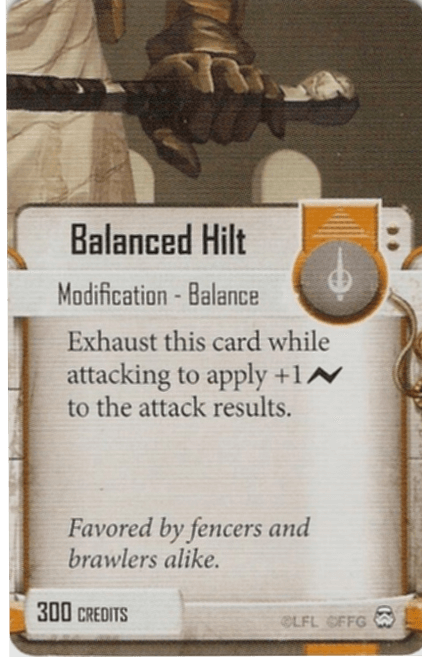 Balanced Hilt
Modification - Balance
Exhaust this card while
attacking to apply +1
to the attack results.
Favored by fencers and
brawlers alike.
300 CREDITS
©LFL ©FFG